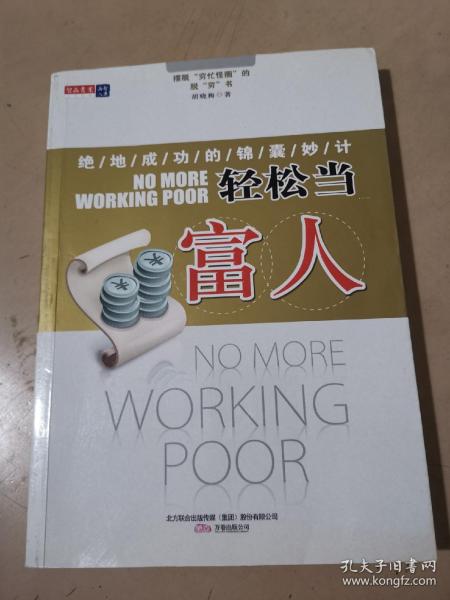 摆脱“穷忙怪圈”的
脱“穷”书
胡晓梅◎著
智品书业
绝/地/成/功/的/锦/囊/妙/计
NO MORE
WORKING POOR
轻松当
富人
NO MORE
WORKING
POOR
北方联合出版传媒（集团）股份有限公司
万卷出版公司
孔夫子旧书网
www.kongfz.com